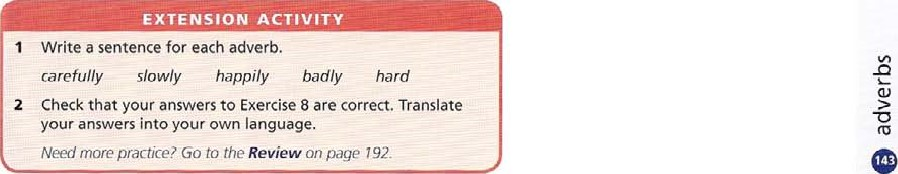 EXTENSION ACTIVITY
1 Write a sentence for each adverb.
carefully slowly happily badly hard
2 Check that your answers to Exercise 8 are correct. Translate
your answers into your own language.
Need more practice? Go to the Review on page 192.
adverbs
143